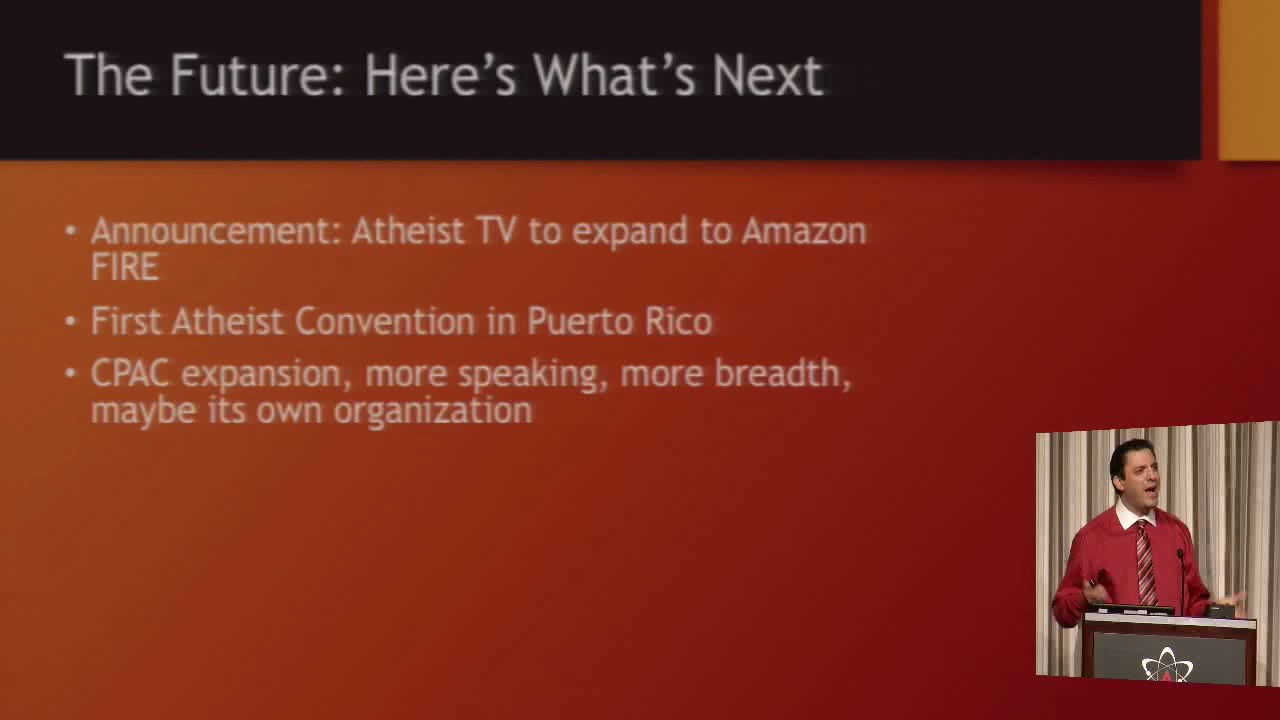 The Future: Here's What's Next
• Announcement: Atheist TV to expand to Amazon
FIRE
• First Atheist Convention in Puerto Rico
• CPAC expansion, more speaking, more breadth,
maybe its own organization